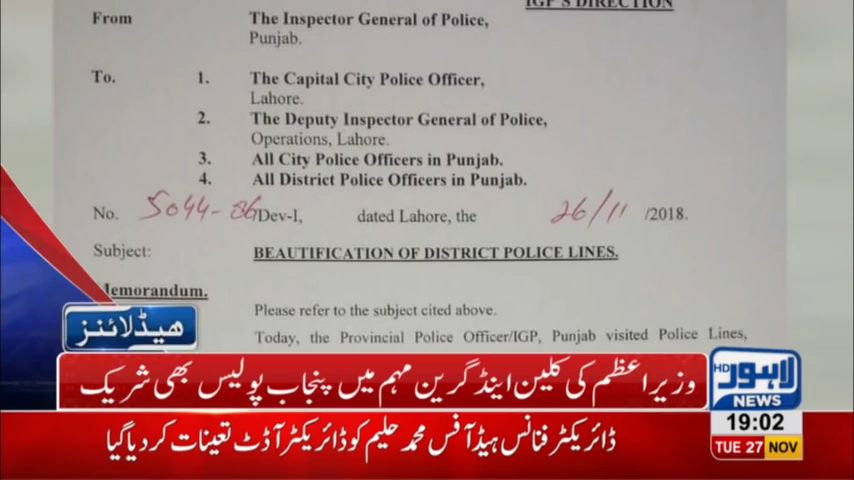 IGP'S DIRECTION
From The Inspector General of Police,
Punjab.
To. 1. The Capital City Police Officer,
Lahore.
2. The Deputy Inspector General of Police,
Operations, Lahore.
3. All City Police Officers in Punjab.
4. All District Police Officers in Punjab.
No. 5044-86/Dev-I, dated Lahore, the 26/11 /2018.
Subject: BEAUTIFICATION OF DISTRICT POLICE LINES.
Memorandum.
Please refer to the subject cited above.
Today, the Provincial Police Officer/IGP, Punjab visited Police Lines,
ہیڈلائنز
وزیراعظم کی کلین اینڈ گرین مہم میں پنجاب پولیس بھی شریک
ڈائریکٹر فنانس ہیڈ آفس محمد حلیم کو ڈائریکٹر آڈٹ تعینات کر دیا گیا
HD لاہور
NEWS
19:02
TUE 27 NOV